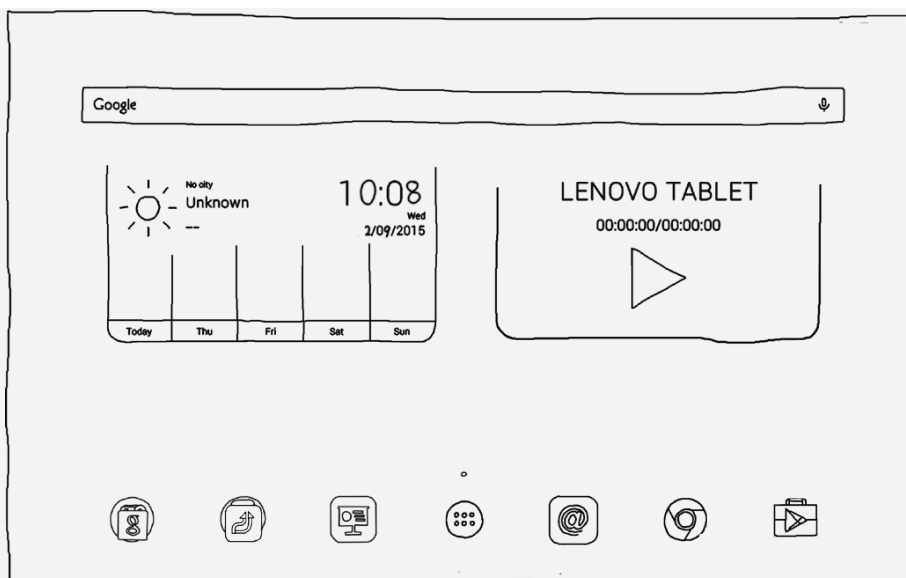 Google
No city
Unknown
--
10:08
Wed
2/09/2015
Today Thu Fri Sat Sun
LENOVO TABLET
00:00:00/00:00:00
g
@